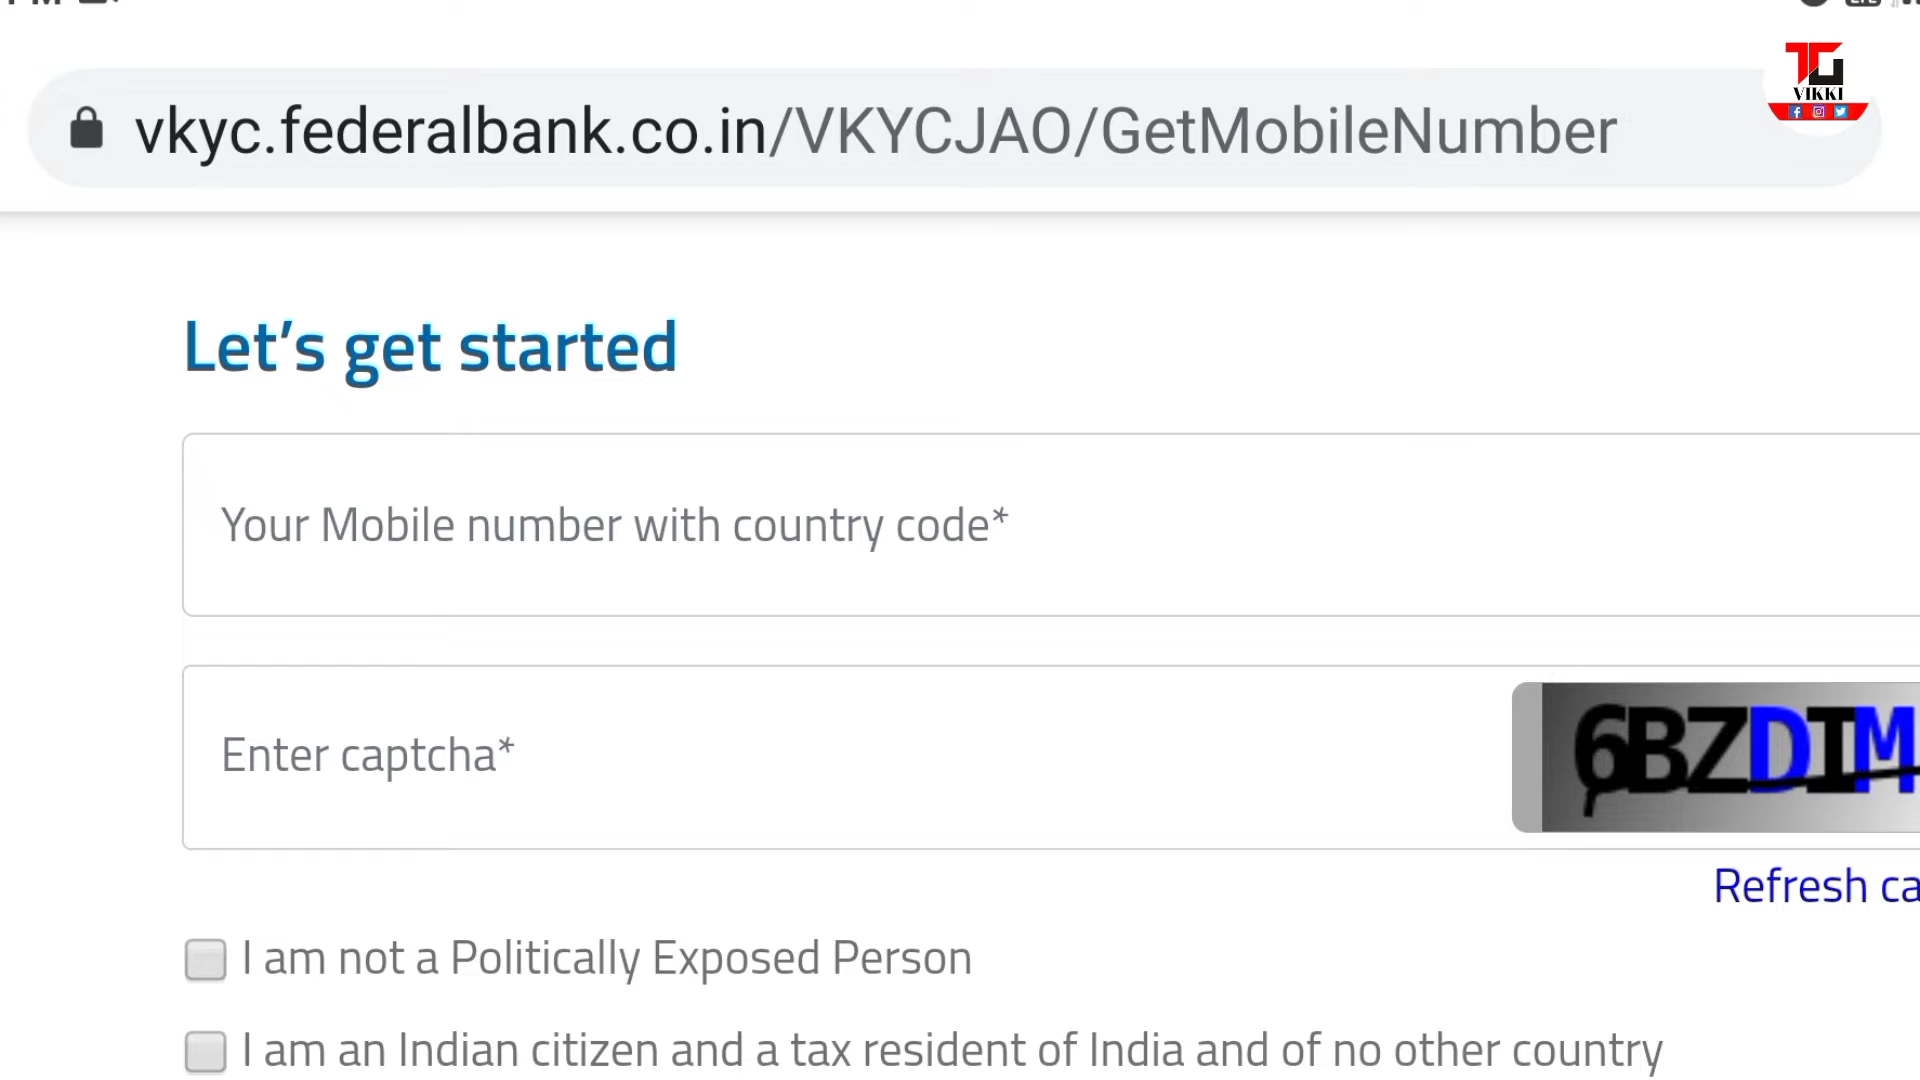 vkyc.federalbank.co.in/VKYCJAO/GetMobileNumber
VIKKI
Let's get started
Your Mobile number with country code*
Enter captcha*
6BZDIM
Refresh ca
I am not a Politically Exposed Person
I am an Indian citizen and a tax resident of India and of no other country